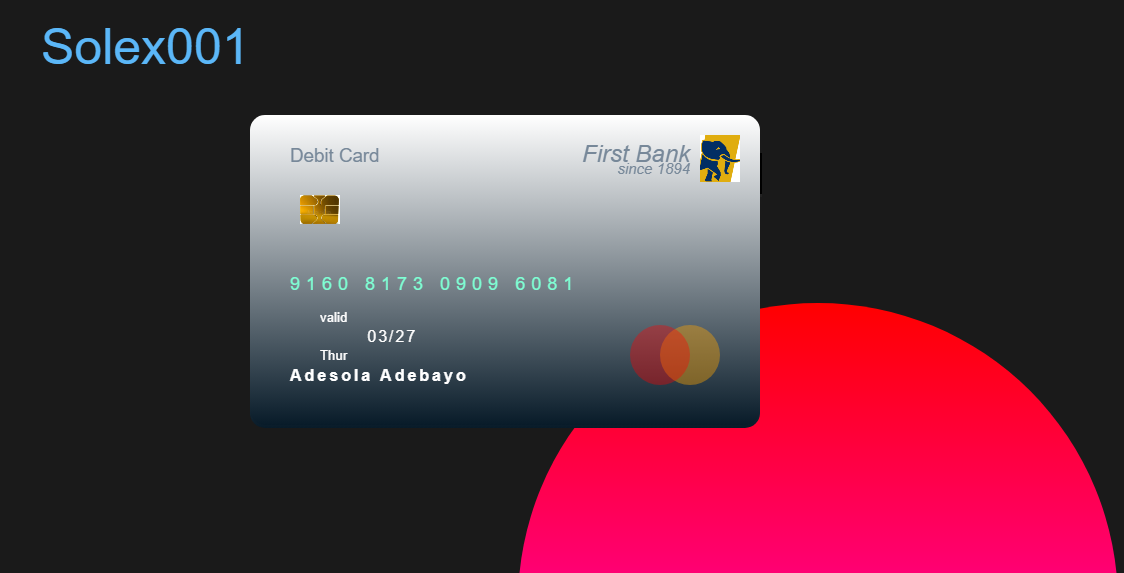 Solex001
Debit Card
First Bank
since 1894
9160 8173 0909 6081
valid
03/27
Thur
Adesola Adebayo